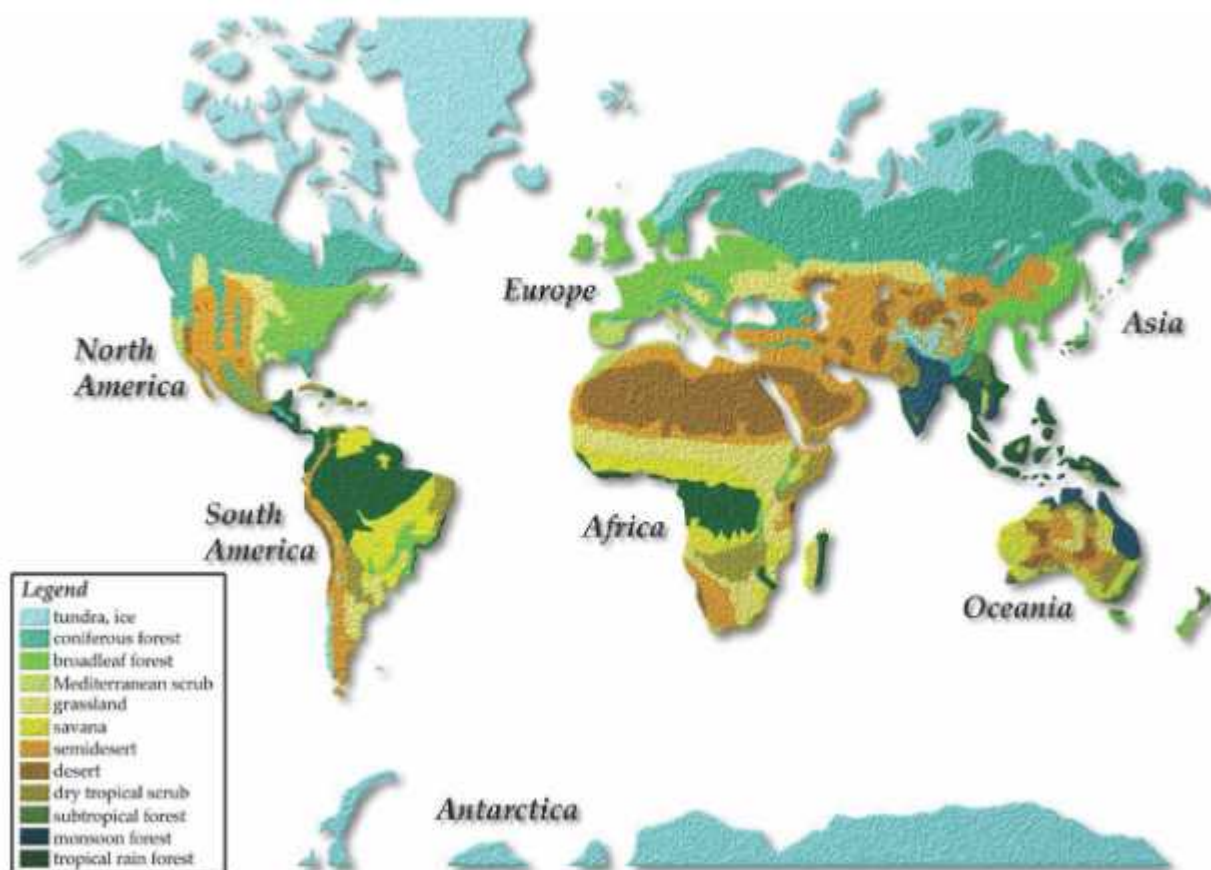 Europe
Asia
North
America
South
America
Africa
Oceania
Antarctica
Legend
tundra, ice
coniferous forest
broadleaf forest
Mediterranean scrub
grassland
savana
semidesert
desert
dry tropical scrub
subtropical forest
monsoon forest
tropical rain forest